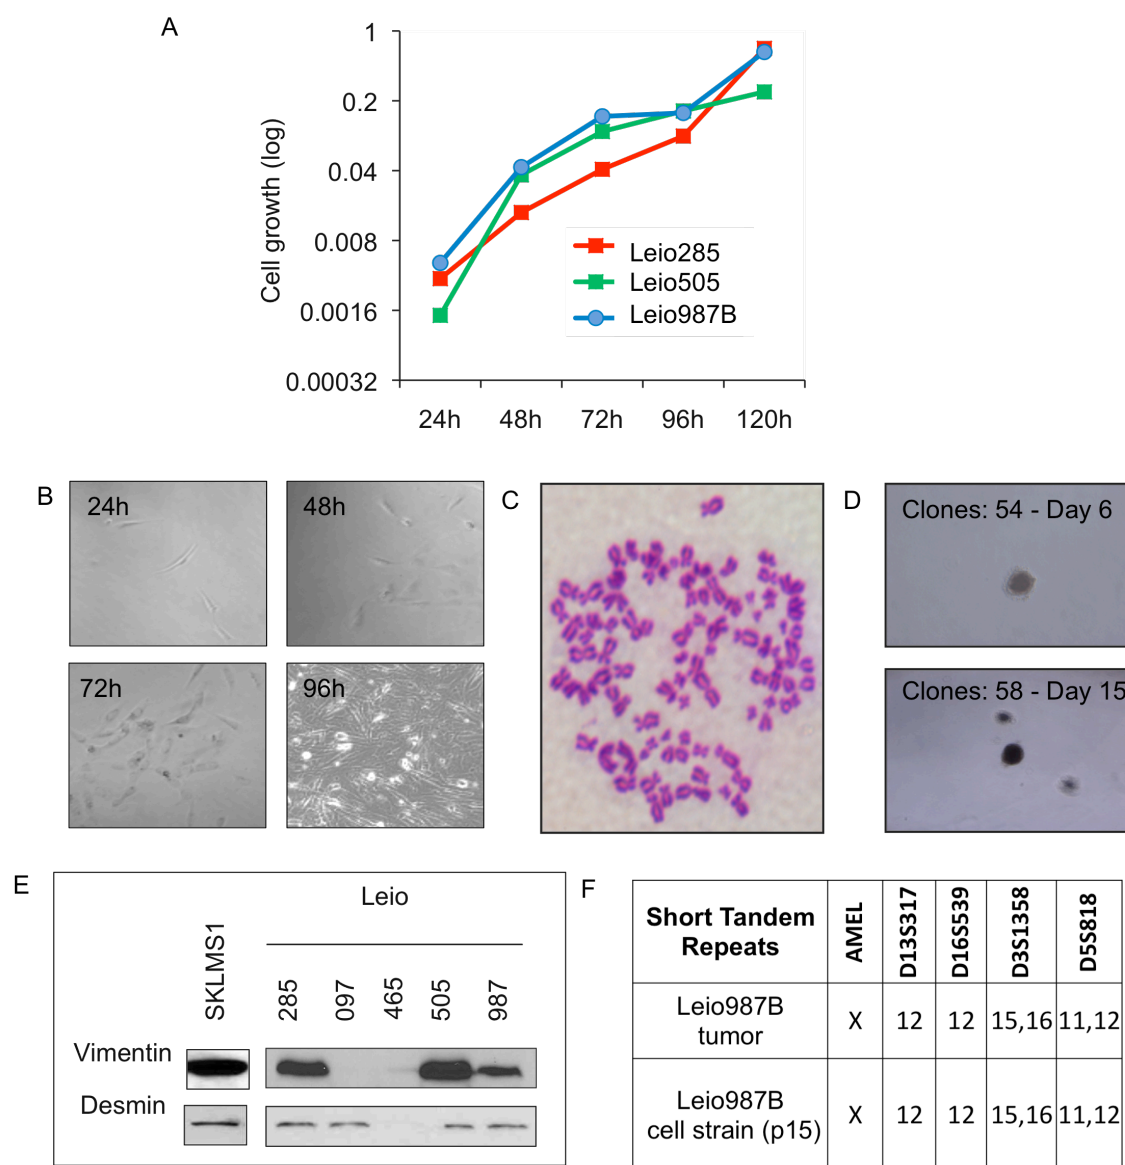 A
Cell growth (log)
1
0.2
0.04
0.008
0.0016
0.00032
24h 48h 72h 96h 120h
Leio285
Leio505
Leio987B
B
24h
48h
72h
96h
C
D
Clones: 54 - Day 6
Clones: 58 - Day 15
E
Leio
SKLMS1
285 097 465 505 987
Vimentin
Desmin
F
Short Tandem
Repeats
AMEL D13S317 D16S539 D3S1358 D5S818
Leio987B
tumor
X 12 12 15,16 11,12
Leio987B
cell strain (p15)
X 12 12 15,16 11,12